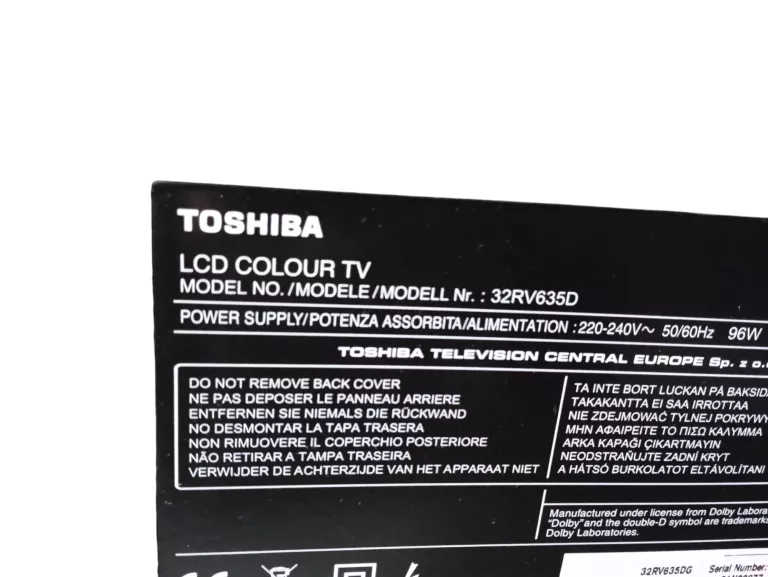 TOSHIBA
LCD COLOUR TV
MODEL NO./MODELE/MODELL Nr. : 32RV635D
POWER SUPPLY/POTENZA ASSORBITA/ALIMENTATION :220-240V~ 50/60Hz 96W
TOSHIBA TELEVISION CENTRAL EUROPE Sp. z o.o
DO NOT REMOVE BACK COVER
NE PAS DEPOSER LE PANNEAU ARRIERE
ENTFERNEN SIE NIEMALS DIE RÜCKWAND
NO DESMONTAR LA TAPA TRASERA
NON RIMUOVERE IL COPERCHIO POSTERIORE
NÃO RETIRAR A TAMPA TRASEIRA
VERWIJDER DE ACHTERZIJDE VAN HET APPARAAT NIET
TA INTE BORT LUCKAN PÅ BAKSIDA
TAKAKANTTA EI SAA IRROTTAA
NIE ZDEJMOWAĆ TYLNEJ POKRYWY
ΜΗΝ ΑΦΑΙΡΕΙΤΕ ΤΟ ΠΙΣΩ ΚΑΛΥΜΜΑ
ARKA KAPAĞI ÇIKARTMAYIN
NEODSTRAŇUJTE ZADNÍ KRYT
A HÁTSÓ BURKOLATOT ELTÁVOLÍTANI
Manufactured under license from Dolby Labora
"Dolby" and the double-D symbol are trademarks
Dolby Laboratories.
32RV635DG Serial Number: